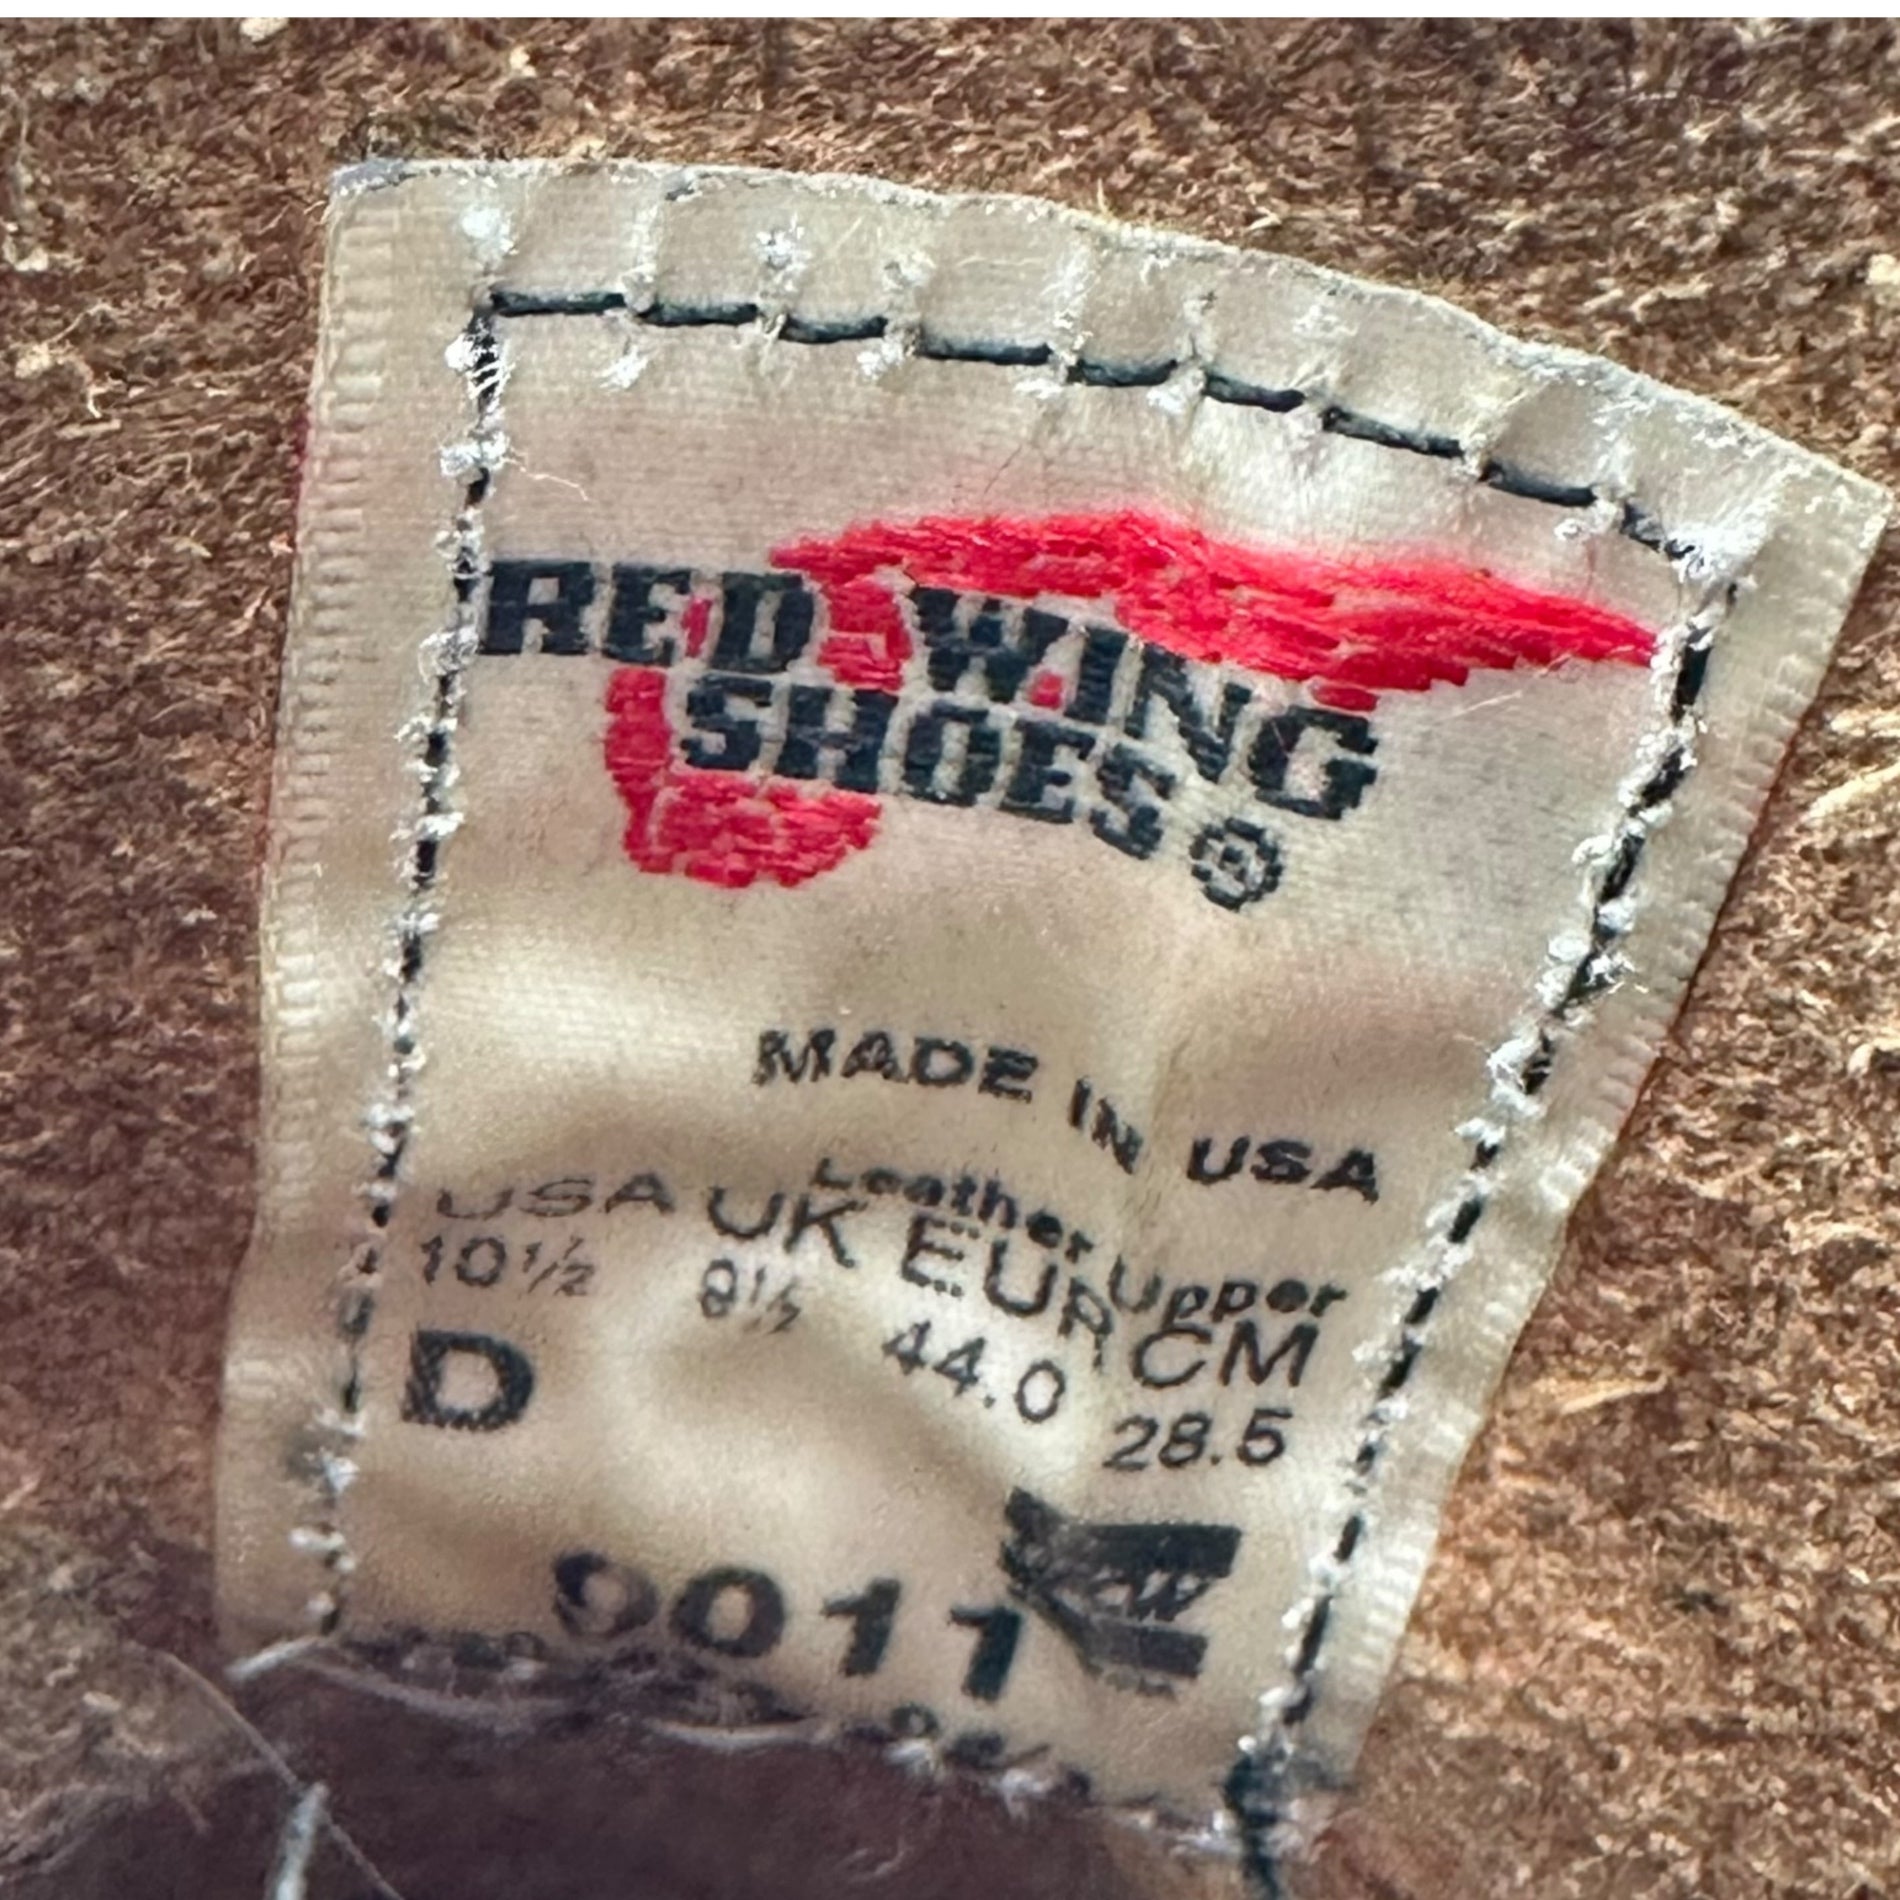 RED WING
SHOES®
MADE IN USA
Leather Upper
USA UK EUR CM
10½ 9½ 44.0 28.5
D
9011